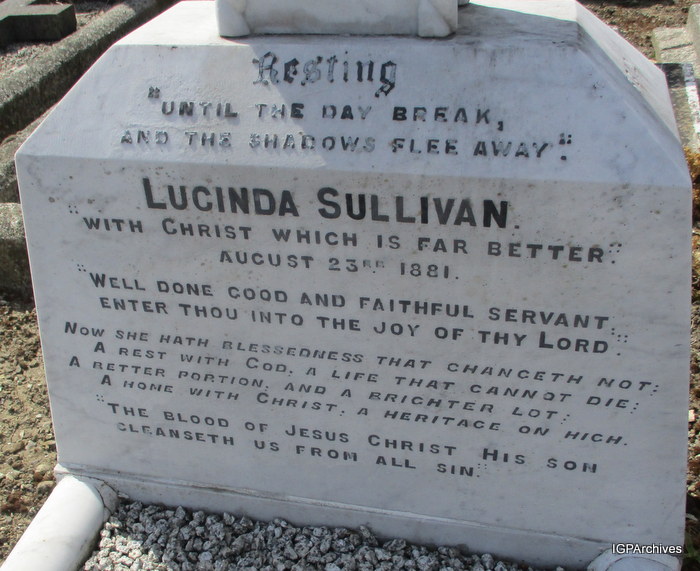 Resting
"UNTIL THE DAY BREAK,
AND THE SHADOWS FLEE AWAY".
LUCINDA SULLIVAN.
"WITH CHRIST WHICH IS FAR BETTER".
AUGUST 23RD 1881.
"WELL DONE GOOD AND FAITHFUL SERVANT,
ENTER THOU INTO THE JOY OF THY LORD".
NOW SHE HATH BLESSEDNESS THAT CHANGETH NOT;
A REST WITH GOD, A LIFE THAT CANNOT DIE;
A BETTER PORTION, AND A BRIGHTER LOT;
A HOME WITH CHRIST; A HERITAGE ON HIGH.
"THE BLOOD OF JESUS CHRIST HIS SON
CLEANSETH US FROM ALL SIN."
IGPArchives